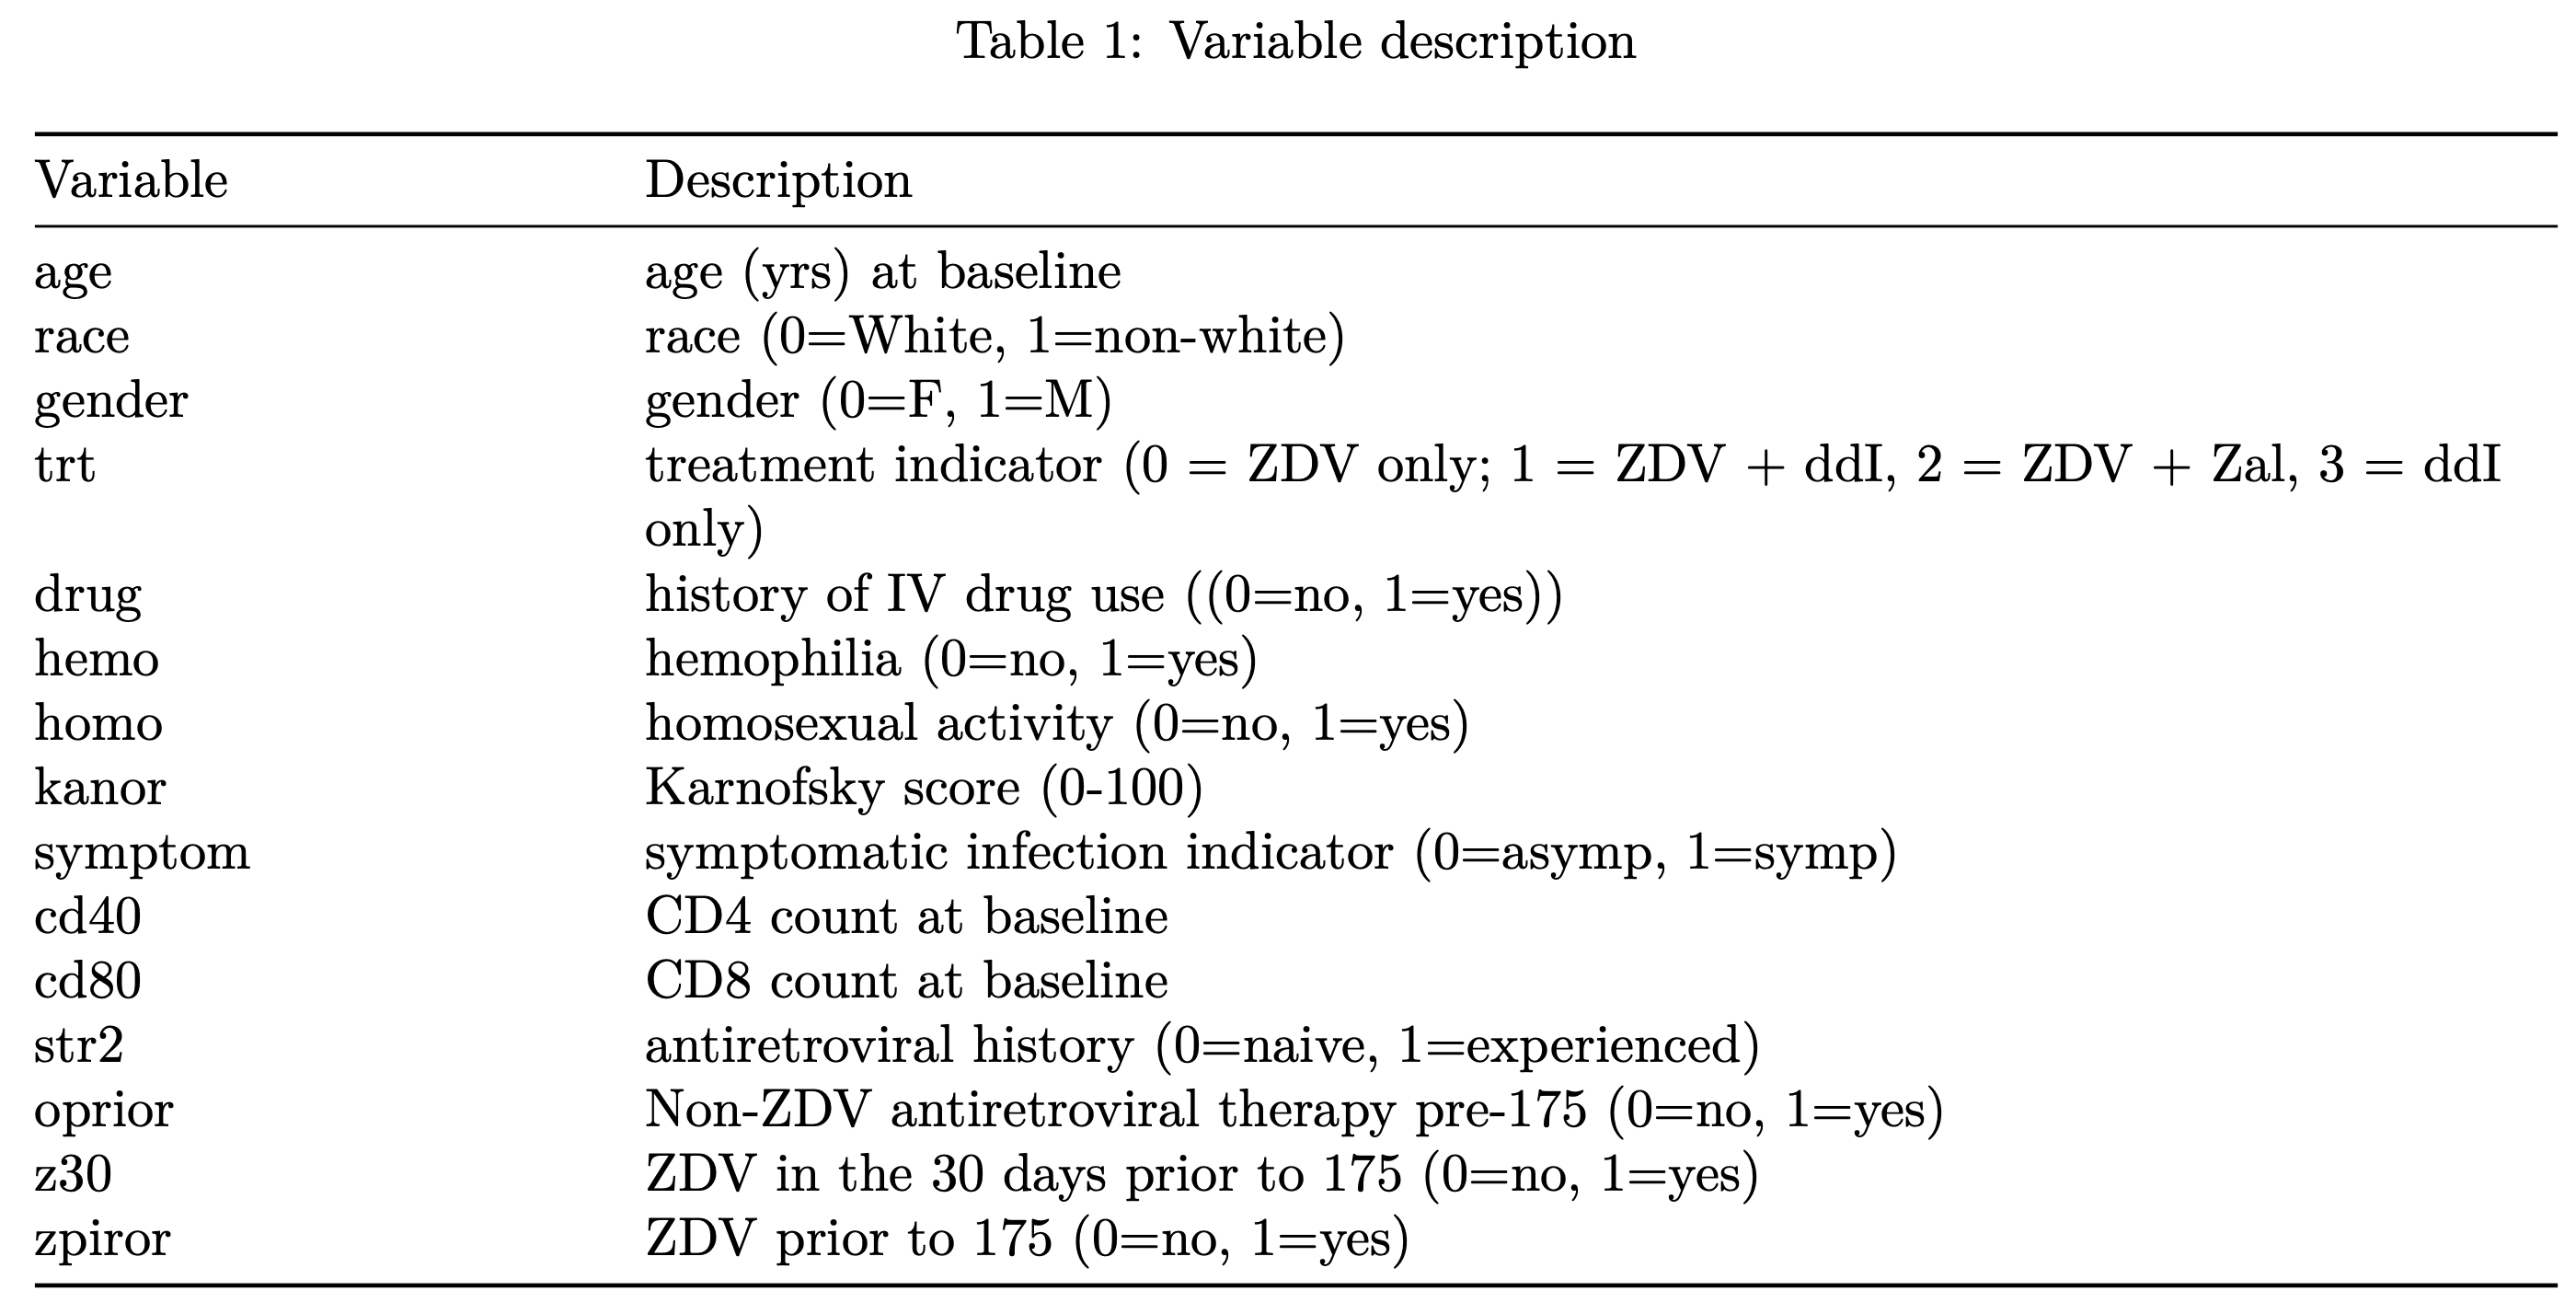 Table 1: Variable description
Variable Description
age age (yrs) at baseline
race race (0=White, 1=non-white)
gender gender (0=F, 1=M)
trt treatment indicator (0 = ZDV only; 1 = ZDV + ddI, 2 = ZDV + Zal, 3 = ddI
only)
drug history of IV drug use ((0=no, 1=yes))
hemo hemophilia (0=no, 1=yes)
homo homosexual activity (0=no, 1=yes)
kanor Karnofsky score (0-100)
symptom symptomatic infection indicator (0=asymp, 1=symp)
cd40 CD4 count at baseline
cd80 CD8 count at baseline
str2 antiretroviral history (0=naive, 1=experienced)
oprior Non-ZDV antiretroviral therapy pre-175 (0=no, 1=yes)
z30 ZDV in the 30 days prior to 175 (0=no, 1=yes)
zpiror ZDV prior to 175 (0=no, 1=yes)